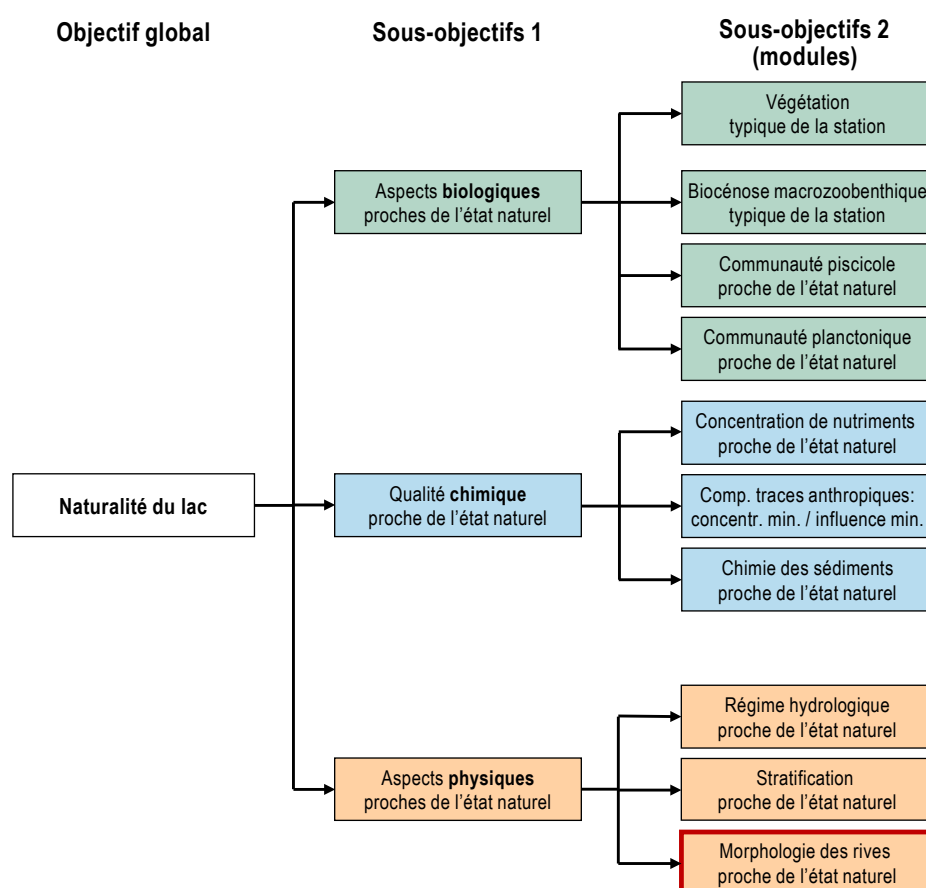 Objectif global
Sous-objectifs 1
Sous-objectifs 2
(modules)
Végétation
typique de la station
Aspects biologiques
proches de l'état naturel
Biocénose macrozoobenthique
typique de la station
Communauté piscicole
proche de l'état naturel
Communauté planctonique
proche de l'état naturel
Concentration de nutriments
proche de l'état naturel
Naturalité du lac
Qualité chimique
proche de l'état naturel
Comp. traces anthropiques:
concentr. min. / influence min.
Chimie des sédiments
proche de l'état naturel
Régime hydrologique
proche de l'état naturel
Aspects physiques
proches de l'état naturel
Stratification
proche de l'état naturel
Morphologie des rives
proche de l'état naturel